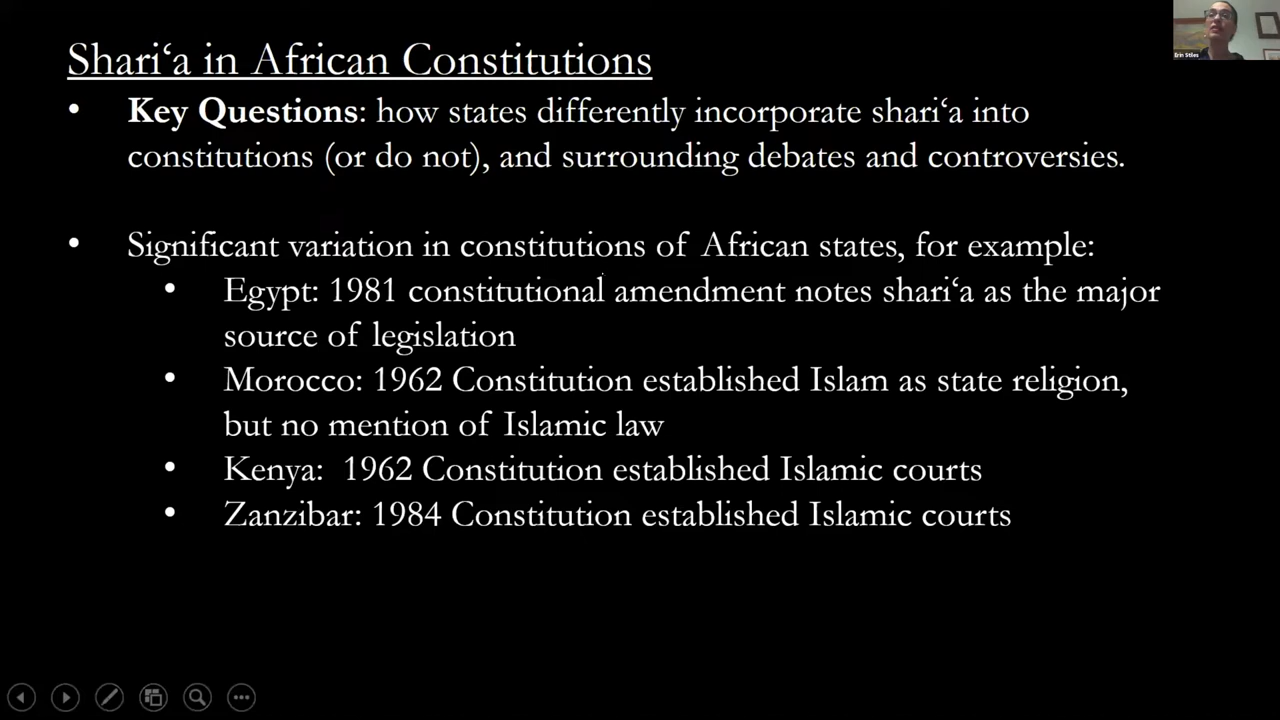 Shari‘a in African Constitutions
• Key Questions: how states differently incorporate shari‘a into
constitutions (or do not), and surrounding debates and controversies.
• Significant variation in constitutions of African states, for example:
• Egypt: 1981 constitutional amendment notes shari‘a as the major
source of legislation
• Morocco: 1962 Constitution established Islam as state religion,
but no mention of Islamic law
• Kenya: 1962 Constitution established Islamic courts
• Zanzibar: 1984 Constitution established Islamic courts
Erin Stiles